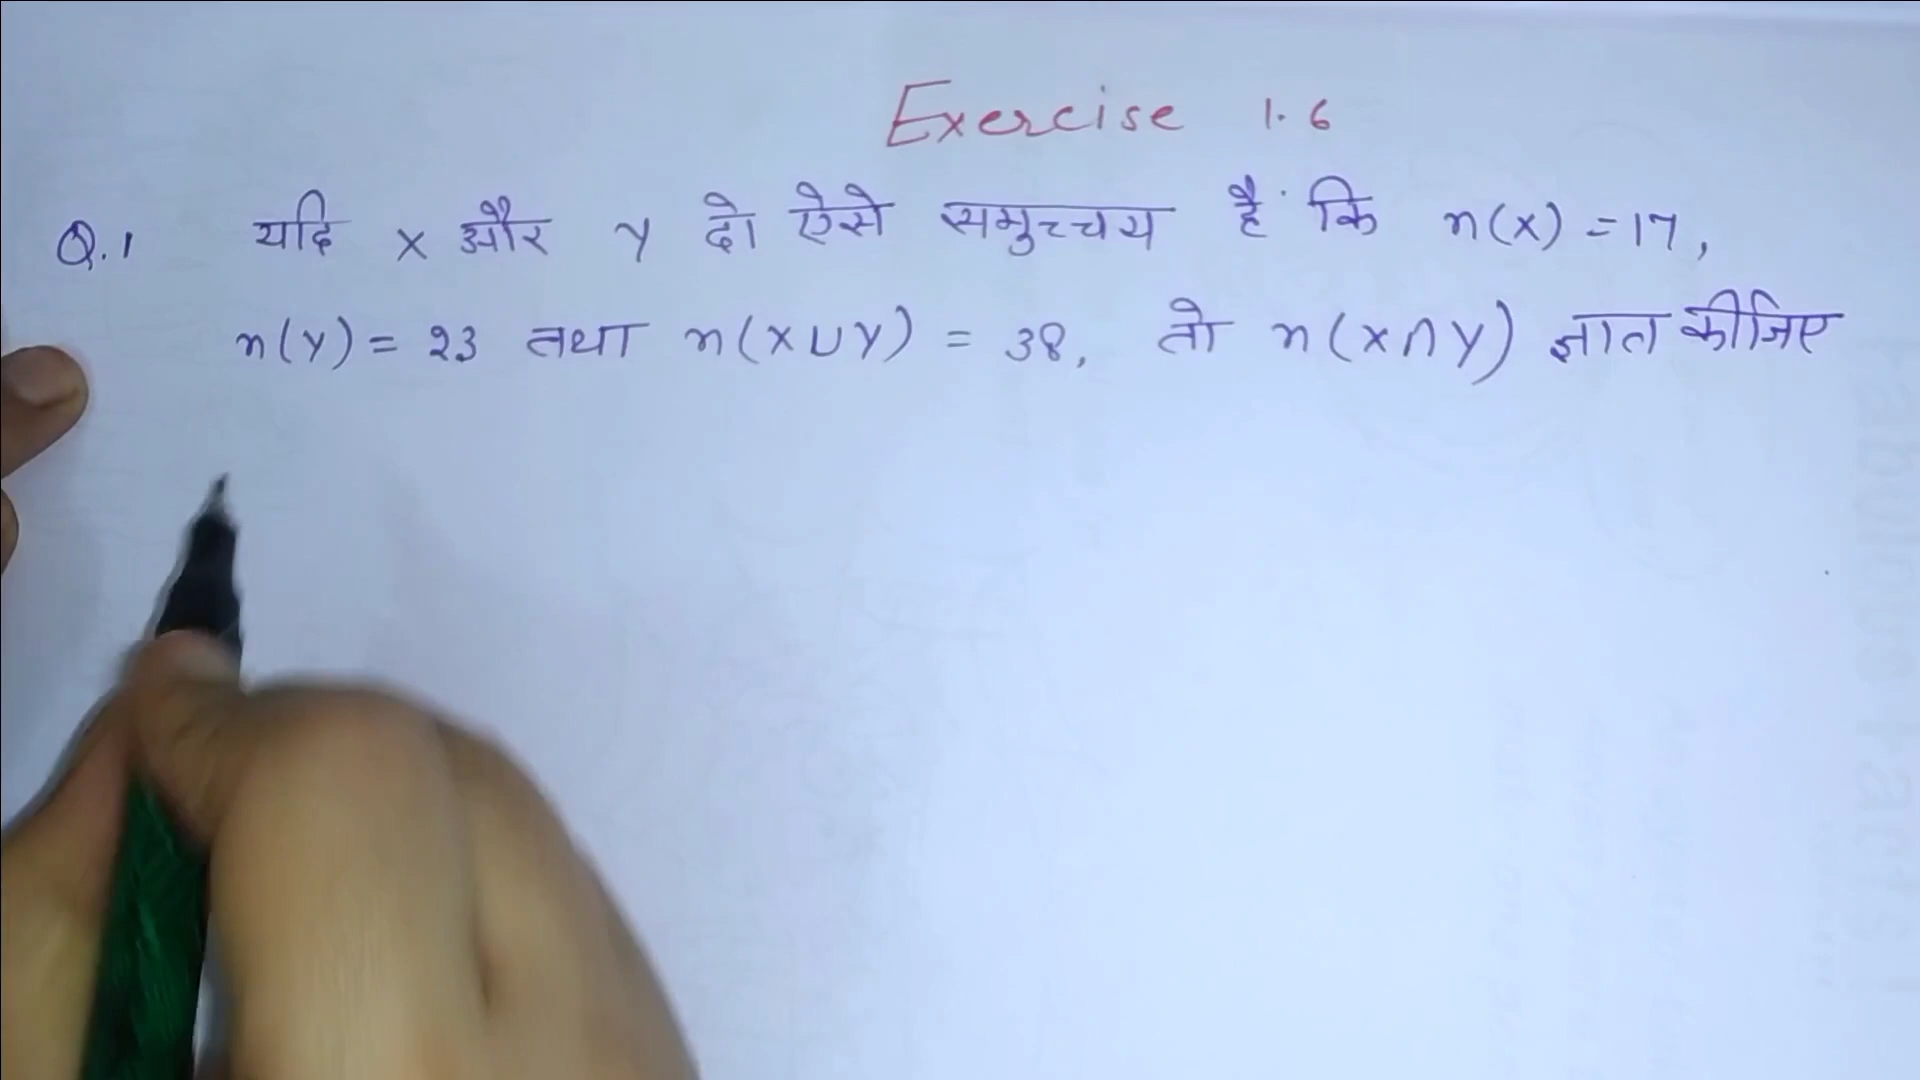 Exercise 1.6
Q.1 यदि X और Y दो ऐसे समुच्चय हैं कि n(X) = 17,
n(Y) = 23 तथा n(X∪Y) = 38, तो n(X∩Y) ज्ञात कीजिए